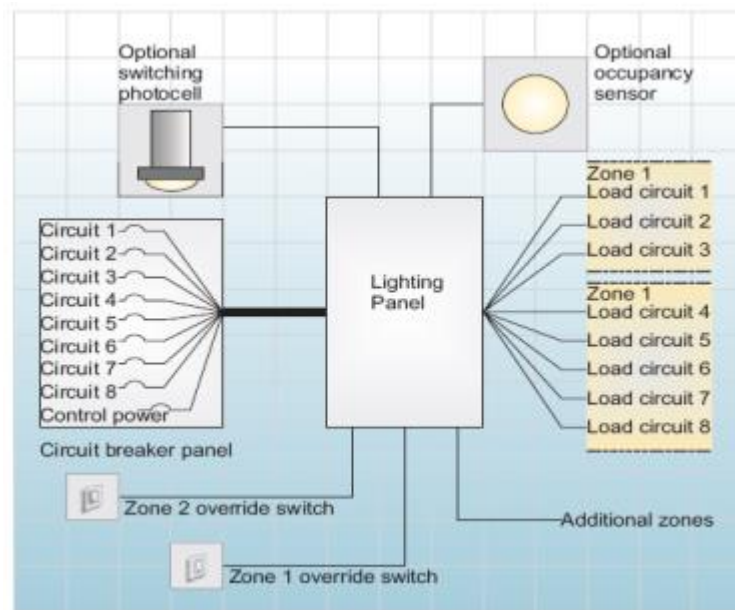 Optional
switching
photocell
Optional
occupancy
sensor
Circuit 1
Circuit 2
Circuit 3
Circuit 4
Circuit 5
Circuit 6
Circuit 7
Circuit 8
Control power
Circuit breaker panel
Lighting
Panel
Zone 1
Load circuit 1
Load circuit 2
Load circuit 3
Zone 1
Load circuit 4
Load circuit 5
Load circuit 6
Load circuit 7
Load circuit 8
Zone 2 override switch
Additional zones
Zone 1 override switch